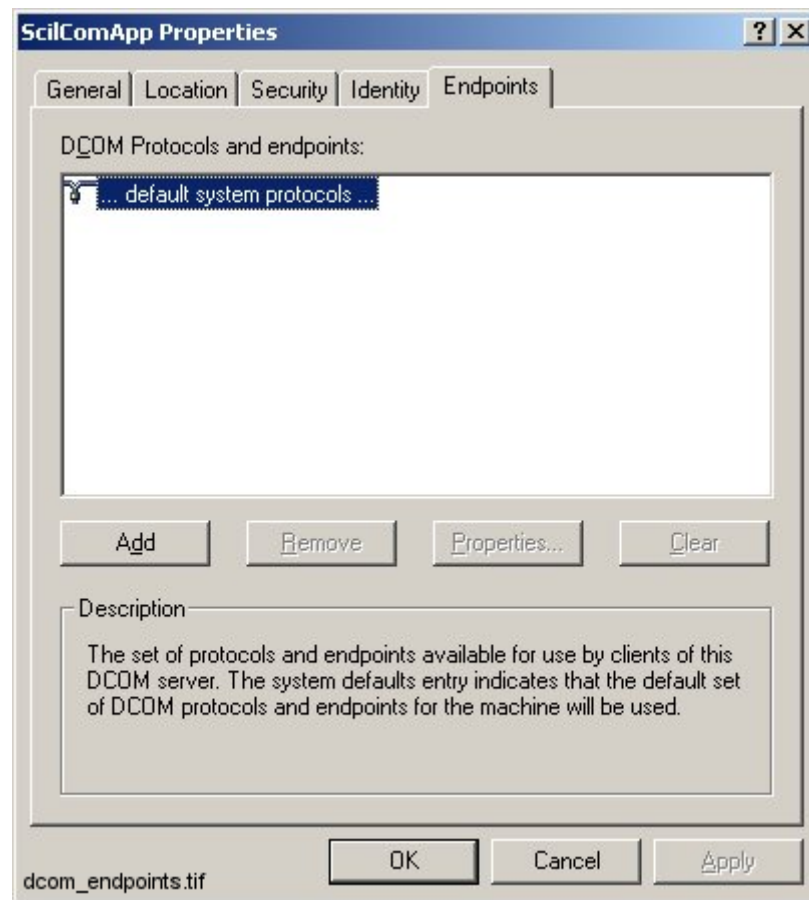 ScilComApp Properties
General Location Security Identity Endpoints
DCOM Protocols and endpoints:
... default system protocols ...
Add Remove Properties... Clear
Description
The set of protocols and endpoints available for use by clients of this
DCOM server. The system defaults entry indicates that the default set
of DCOM protocols and endpoints for the machine will be used.
OK Cancel Apply
dcom_endpoints.tif